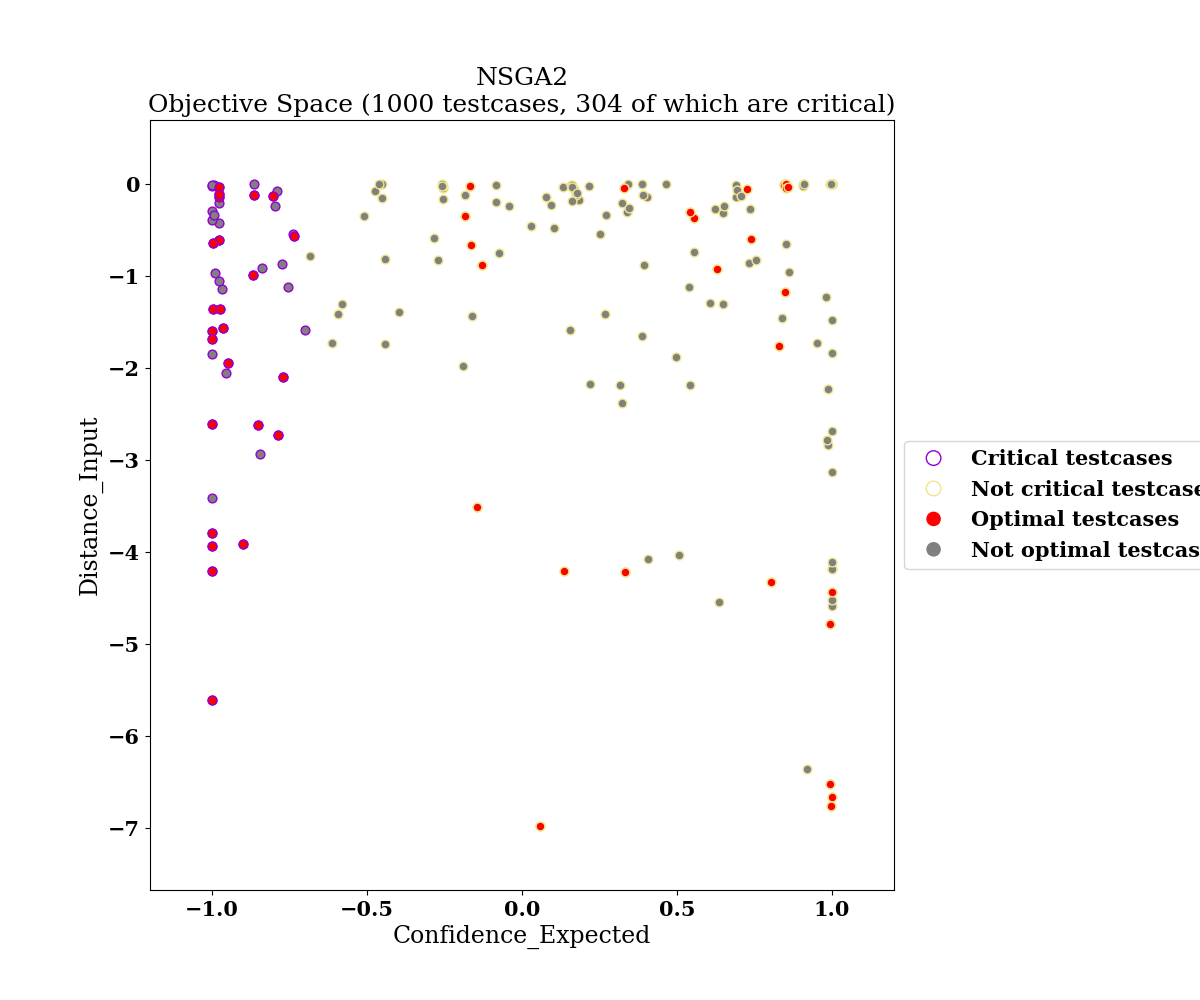 NSGA2
Objective Space (1000 testcases, 304 of which are critical)
0
−1
−2
−3
−4
−5
−6
−7
Distance_Input
−1.0
−0.5
0.0
0.5
1.0
Confidence_Expected
Critical testcases
Not critical testcase
Optimal testcases
Not optimal testcas